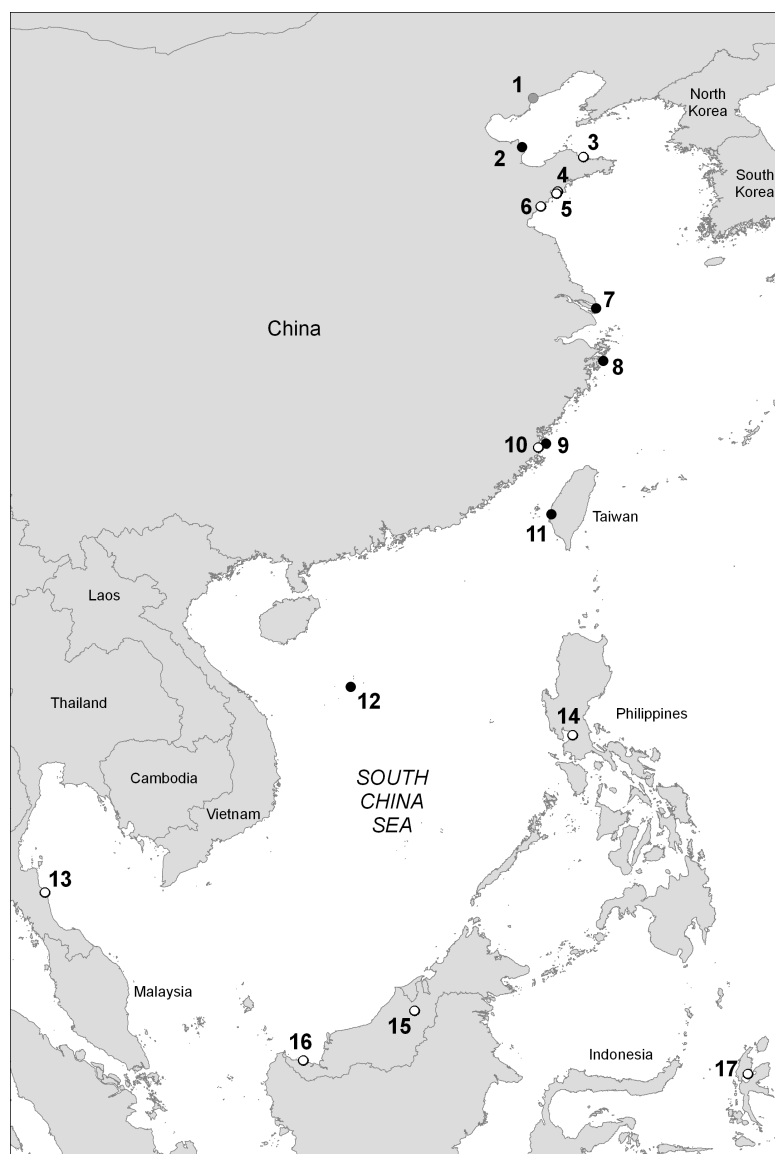 1
North
Korea
2
3
South
Korea
4
5
6
7
China
8
10
9
11
Taiwan
Laos
12
Thailand
14
Philippines
Cambodia
SOUTH
CHINA
SEA
Vietnam
13
Malaysia
15
16
Indonesia
17